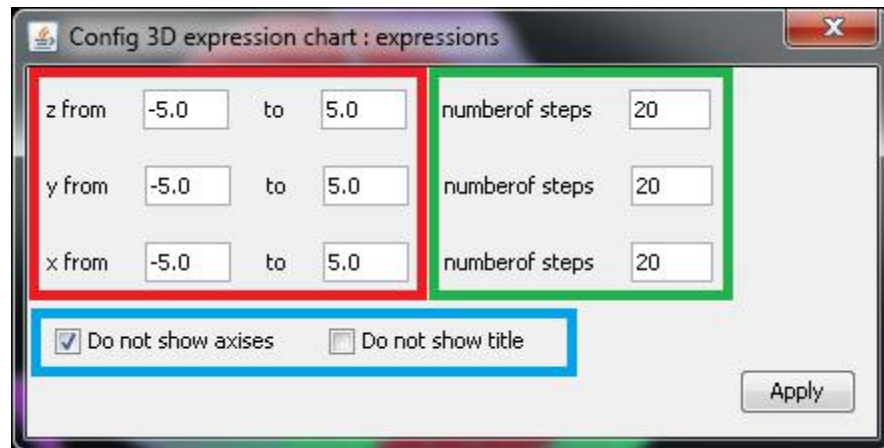 Config 3D expression chart : expressions
z from -5.0 to 5.0 numberof steps 20
y from -5.0 to 5.0 numberof steps 20
x from -5.0 to 5.0 numberof steps 20
Do not show axises Do not show title
Apply